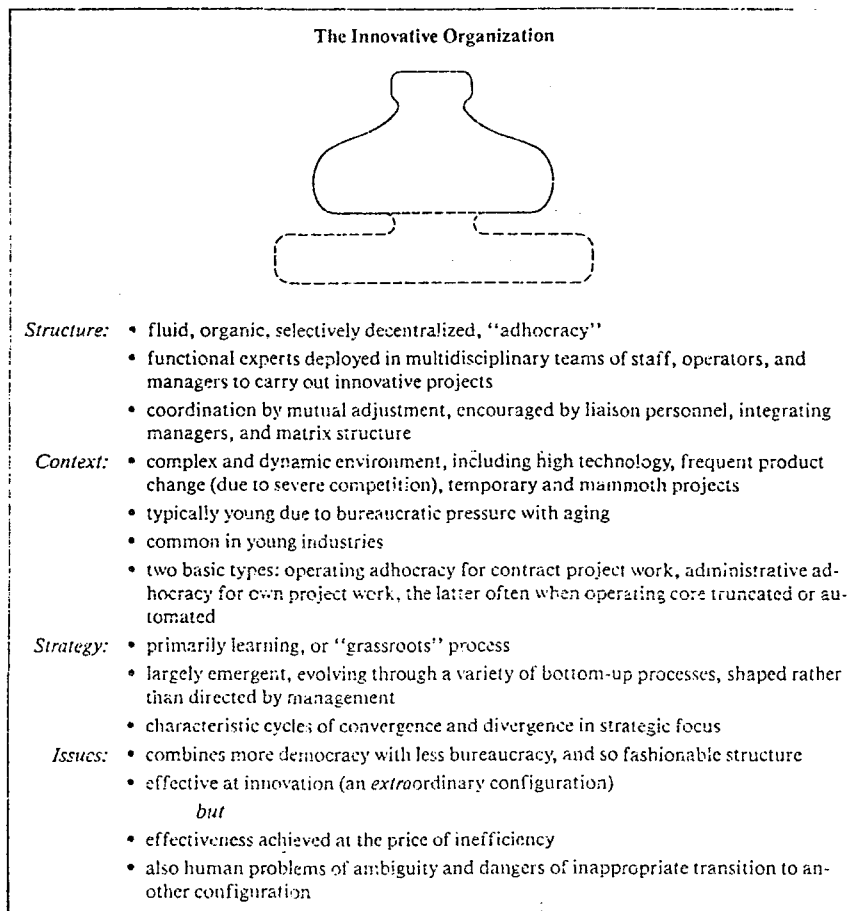 The Innovative Organization
Structure: • fluid, organic, selectively decentralized, “adhocracy”
• functional experts deployed in multidisciplinary teams of staff, operators, and
managers to carry out innovative projects
• coordination by mutual adjustment, encouraged by liaison personnel, integrating
managers, and matrix structure
Context: • complex and dynamic environment, including high technology, frequent product
change (due to severe competition), temporary and mammoth projects
• typically young due to bureaucratic pressure with aging
• common in young industries
• two basic types: operating adhocracy for contract project work, administrative ad-
hocracy for own project work, the latter often when operating core truncated or au-
tomated
Strategy: • primarily learning, or “grassroots” process
• largely emergent, evolving through a variety of bottom-up processes, shaped rather
than directed by management
• characteristic cycles of convergence and divergence in strategic focus
Issues: • combines more democracy with less bureaucracy, and so fashionable structure
• effective at innovation (an extraordinary configuration)
but
• effectiveness achieved at the price of inefficiency
• also human problems of ambiguity and dangers of inappropriate transition to an-
other configuration